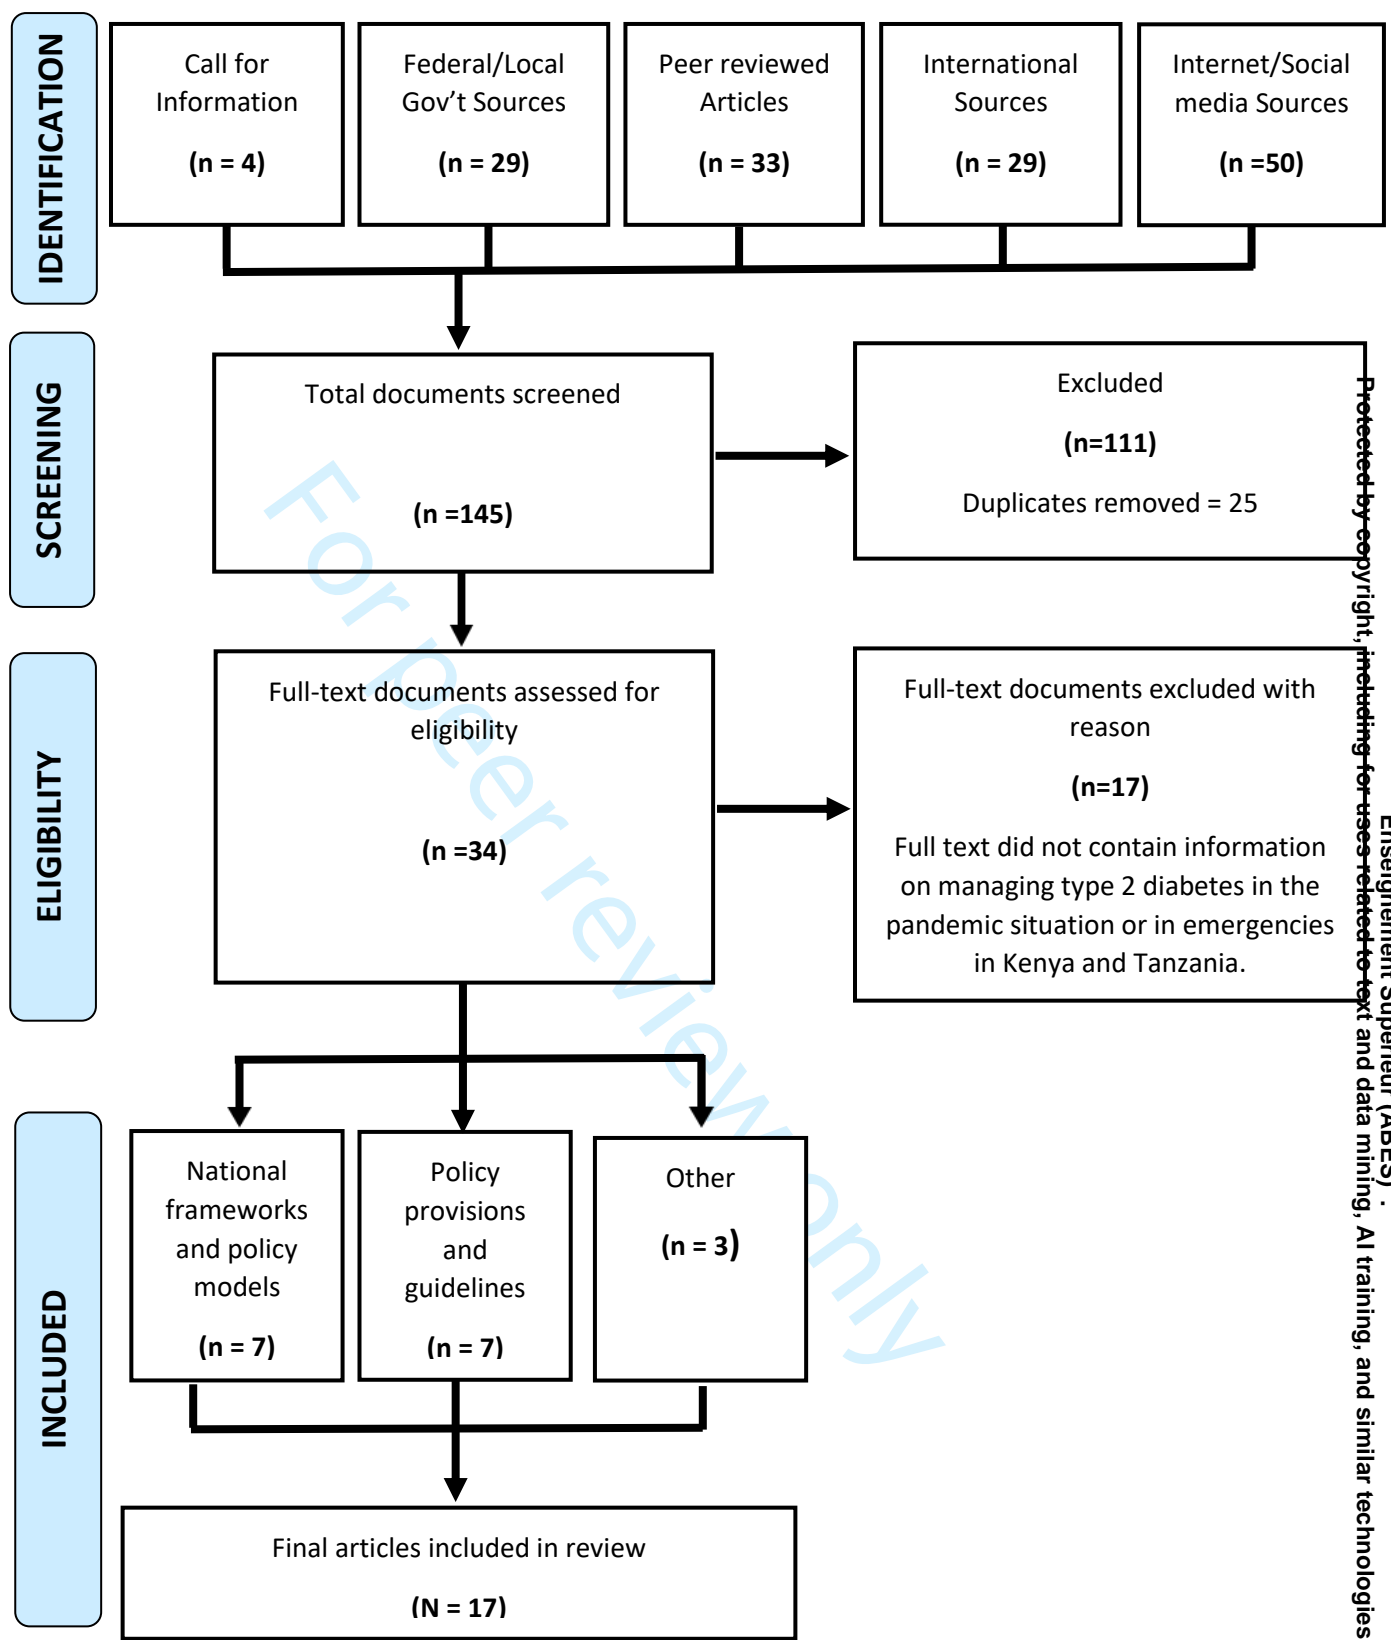 IDENTIFICATION
Call for
Information
(n = 4)
Federal/Local
Gov’t Sources
(n = 29)
Peer reviewed
Articles
(n = 33)
International
Sources
(n = 29)
Internet/Social
media Sources
(n =50)
SCREENING
Total documents screened
(n =145)
Excluded
(n=111)
Duplicates removed = 25
ELIGIBILITY
Full-text documents assessed for
eligibility
(n =34)
Full-text documents excluded with
reason
(n=17)
Full text did not contain information
on managing type 2 diabetes in the
pandemic situation or in emergencies
in Kenya and Tanzania.
INCLUDED
National
frameworks
and policy
models
(n = 7)
Policy
provisions
and
guidelines
(n = 7)
Other
(n = 3)
Final articles included in review
(N = 17)
For peer review only
Enseignement Superieur (ABES) .
Protected by copyright, including for uses related to text and data mining, AI training, and similar technologies